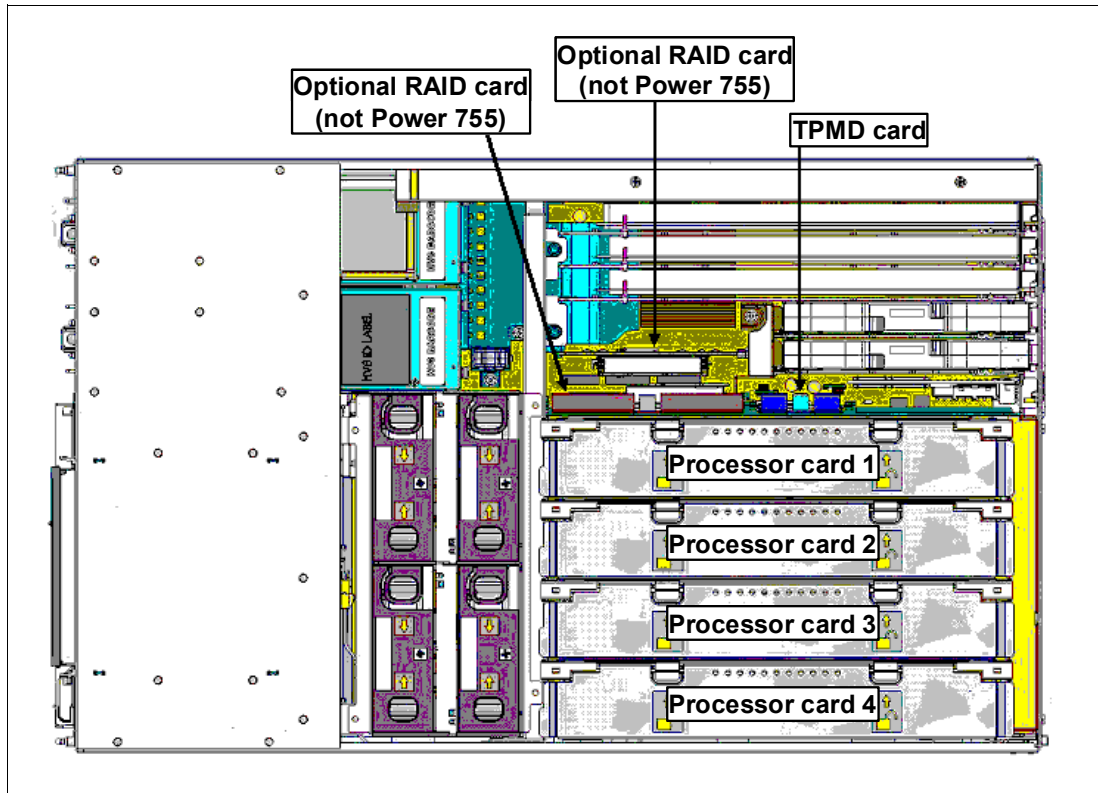 Optional RAID card
(not Power 755)
Optional RAID card
(not Power 755)
TPMD card
Processor card 1
Processor card 2
Processor card 3
Processor card 4